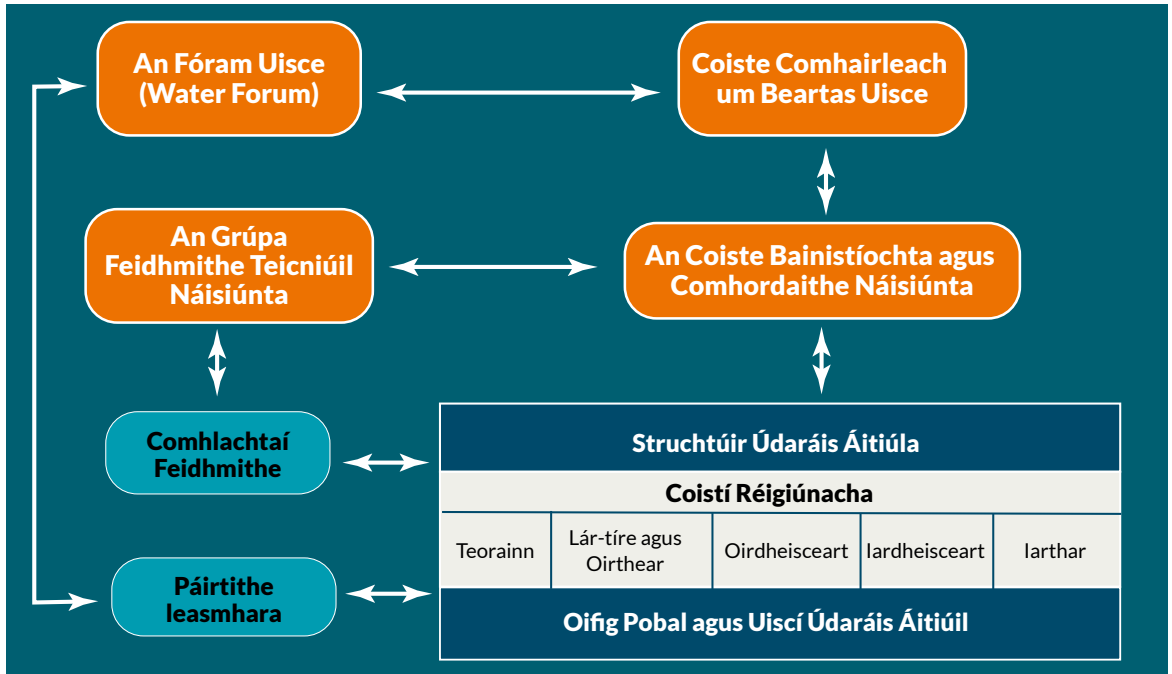 An Fóram Uisce
(Water Forum)
Coiste Comhairleach
um Beartas Uisce
An Grúpa
Feidhmithe Teicniúil
Náisiúnta
An Coiste Bainistíochta agus
Comhordaithe Náisiúnta
Comhlachtaí
Feidhmithe
Struchtúir Údaráis Áitiúla
Coistí Réigiúnacha
Teorainn
Lár-tíre agus
Oirthear
Oirdheisceart
Iardheisceart
Iarthar
Páirtithe
leasmhara
Oifig Pobal agus Uiscí Údaráis Áitiúil